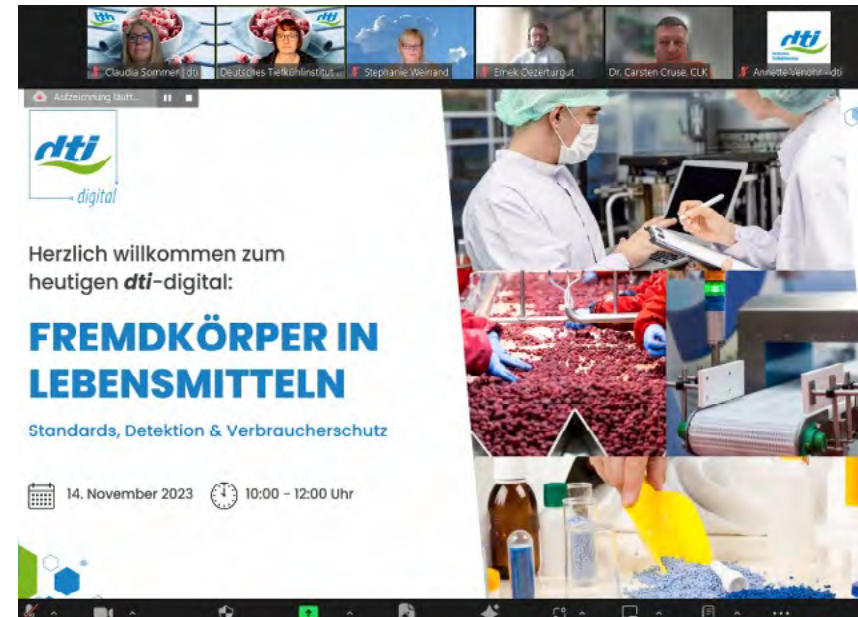 dti
Claudia Sommer | dti
Deutsches Tiefkühlinstitut ...
Stephanie Weinand
Emek Oezerturgut
Dr. Carsten Cruse, CLK
Annette Venohr - dti
Aufzeichnung läuft...
dti
digital
Herzlich willkommen zum
heutigen dti-digital:
FREMDKÖRPER IN
LEBENSMITTELN
Standards, Detektion & Verbraucherschutz
14. November 2023 10:00 - 12:00 Uhr